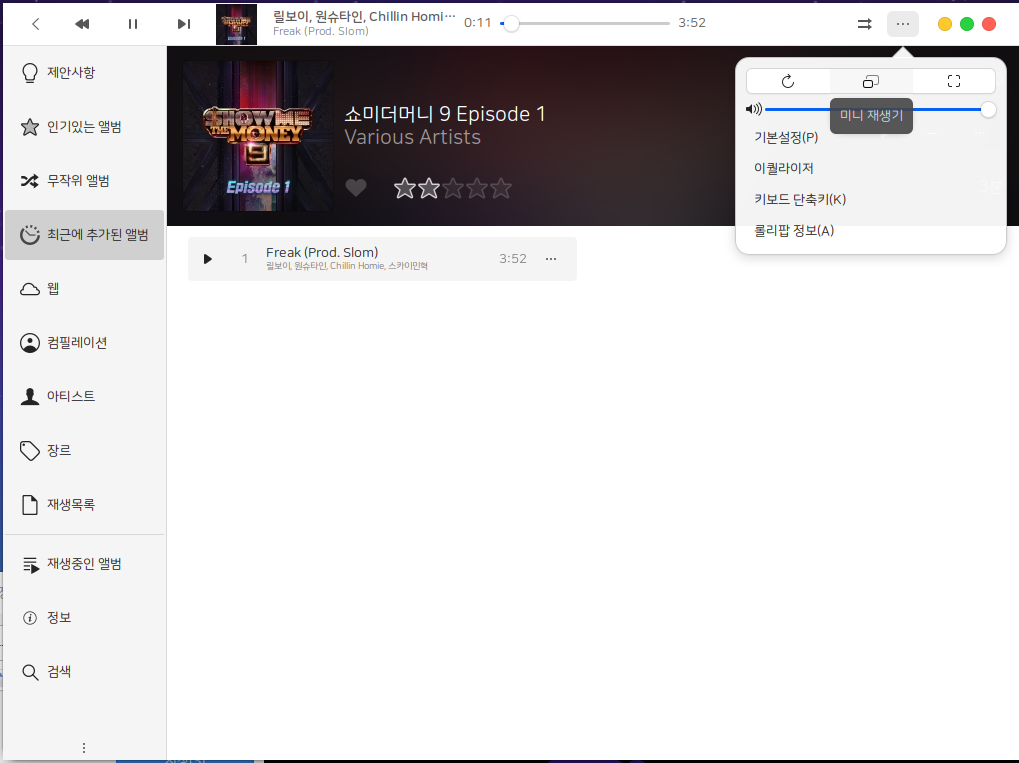 릴보이, 원슈타인, Chillin Homi…
Freak (Prod. Slom)
0:11
3:52
제안사항
인기있는 앨범
무작위 앨범
최근에 추가된 앨범
웹
컴필레이션
아티스트
장르
재생목록
재생중인 앨범
정보
검색
SHOW ME
THE MONEY
9
Episode 1
쇼미더머니 9 Episode 1
Various Artists
미니 재생기
기본설정(P)
이퀄라이저
키보드 단축키(K)
롤리팝 정보(A)
1
Freak (Prod. Slom)
3:52
릴보이, 원슈타인, Chillin Homie, 스카이민혁